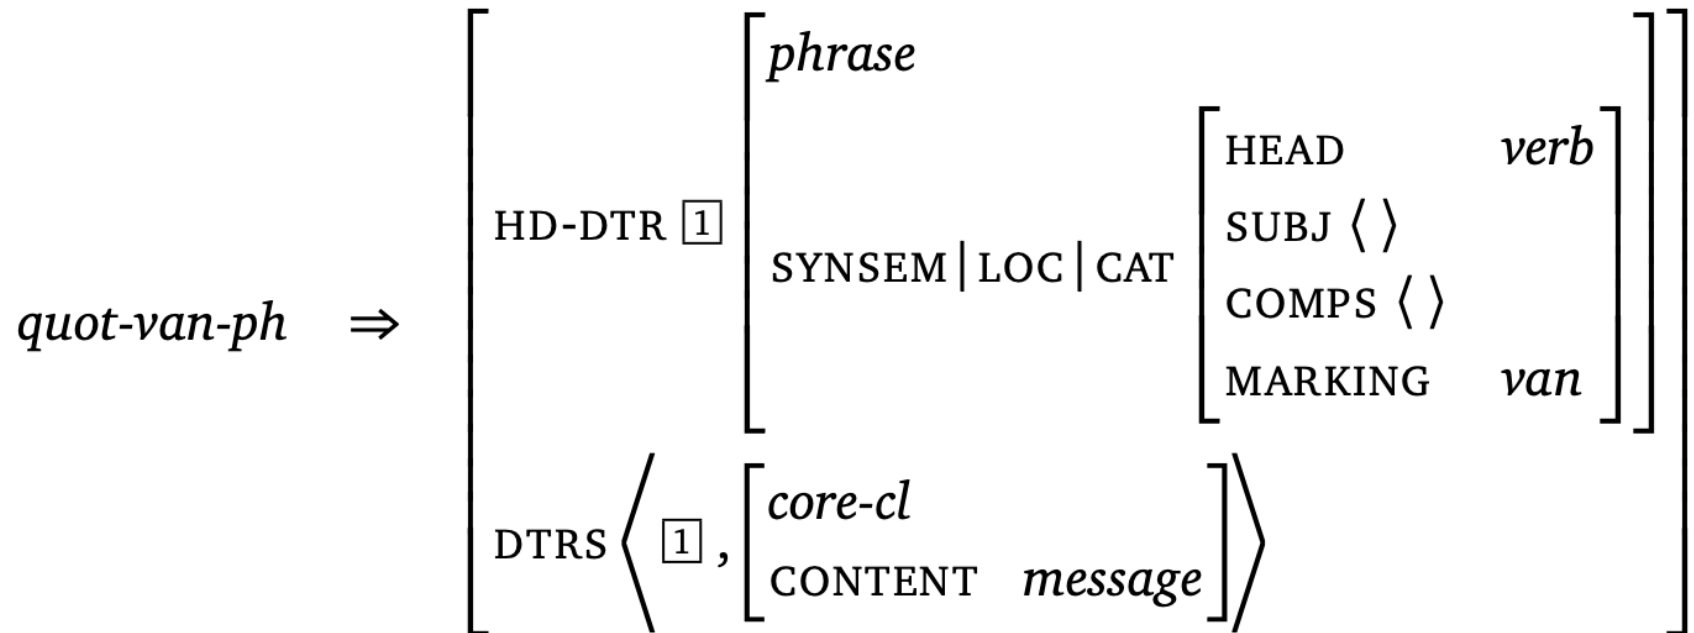 phrase
HEAD verb
HD-DTR 1 SUBJ ⟨ ⟩
SYNSEM|LOC|CAT
COMPS ⟨ ⟩
quot-van-ph ⇒
MARKING van
core-cl
DTRS ⟨ 1 ,
CONTENT message ⟩